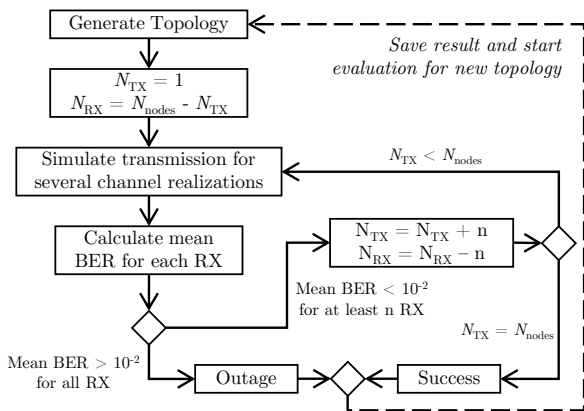 Generate Topology
Save result and start
evaluation for new topology
N_TX = 1
N_RX = N_nodes - N_TX
N_TX < N_nodes
Simulate transmission for
several channel realizations
Calculate mean
BER for each RX
N_TX = N_TX + n
N_RX = N_RX − n
Mean BER < 10^-2
for at least n RX
N_TX = N_nodes
Mean BER > 10^-2
for all RX
Outage
Success